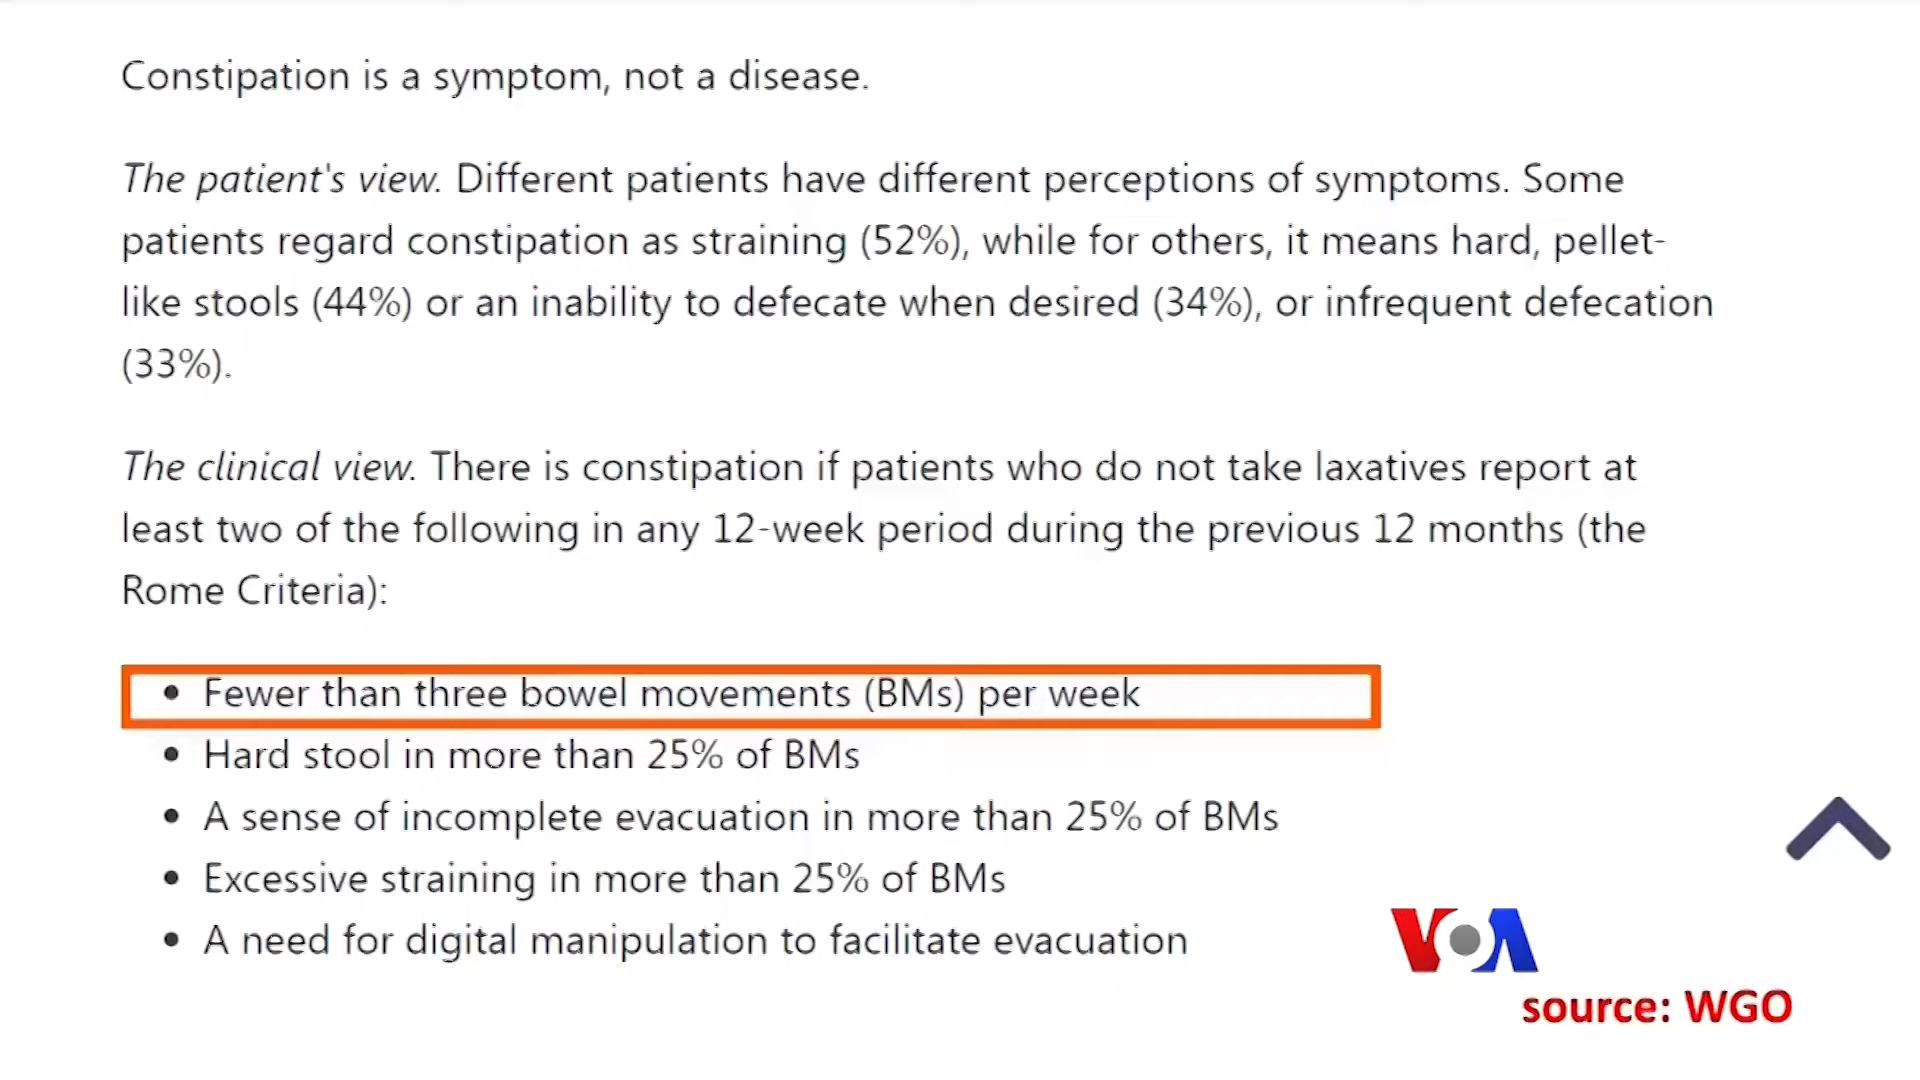 Constipation is a symptom, not a disease.
The patient's view. Different patients have different perceptions of symptoms. Some
patients regard constipation as straining (52%), while for others, it means hard, pellet-
like stools (44%) or an inability to defecate when desired (34%), or infrequent defecation
(33%).
The clinical view. There is constipation if patients who do not take laxatives report at
least two of the following in any 12-week period during the previous 12 months (the
Rome Criteria):
• Fewer than three bowel movements (BMs) per week
• Hard stool in more than 25% of BMs
• A sense of incomplete evacuation in more than 25% of BMs
• Excessive straining in more than 25% of BMs
• A need for digital manipulation to facilitate evacuation
VOA
source: WGO